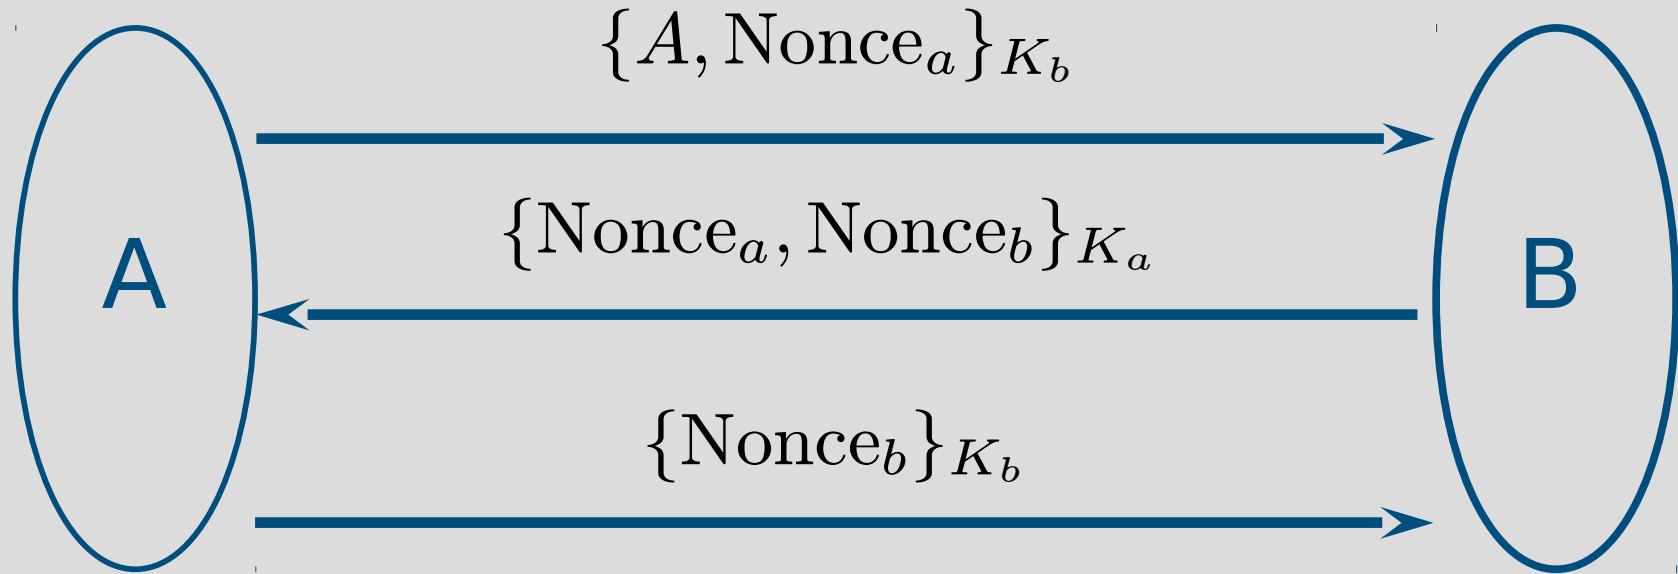 {A, Nonce_a}_{K_b}
{Nonce_a, Nonce_b}_{K_a}
A
B
{Nonce_b}_{K_b}